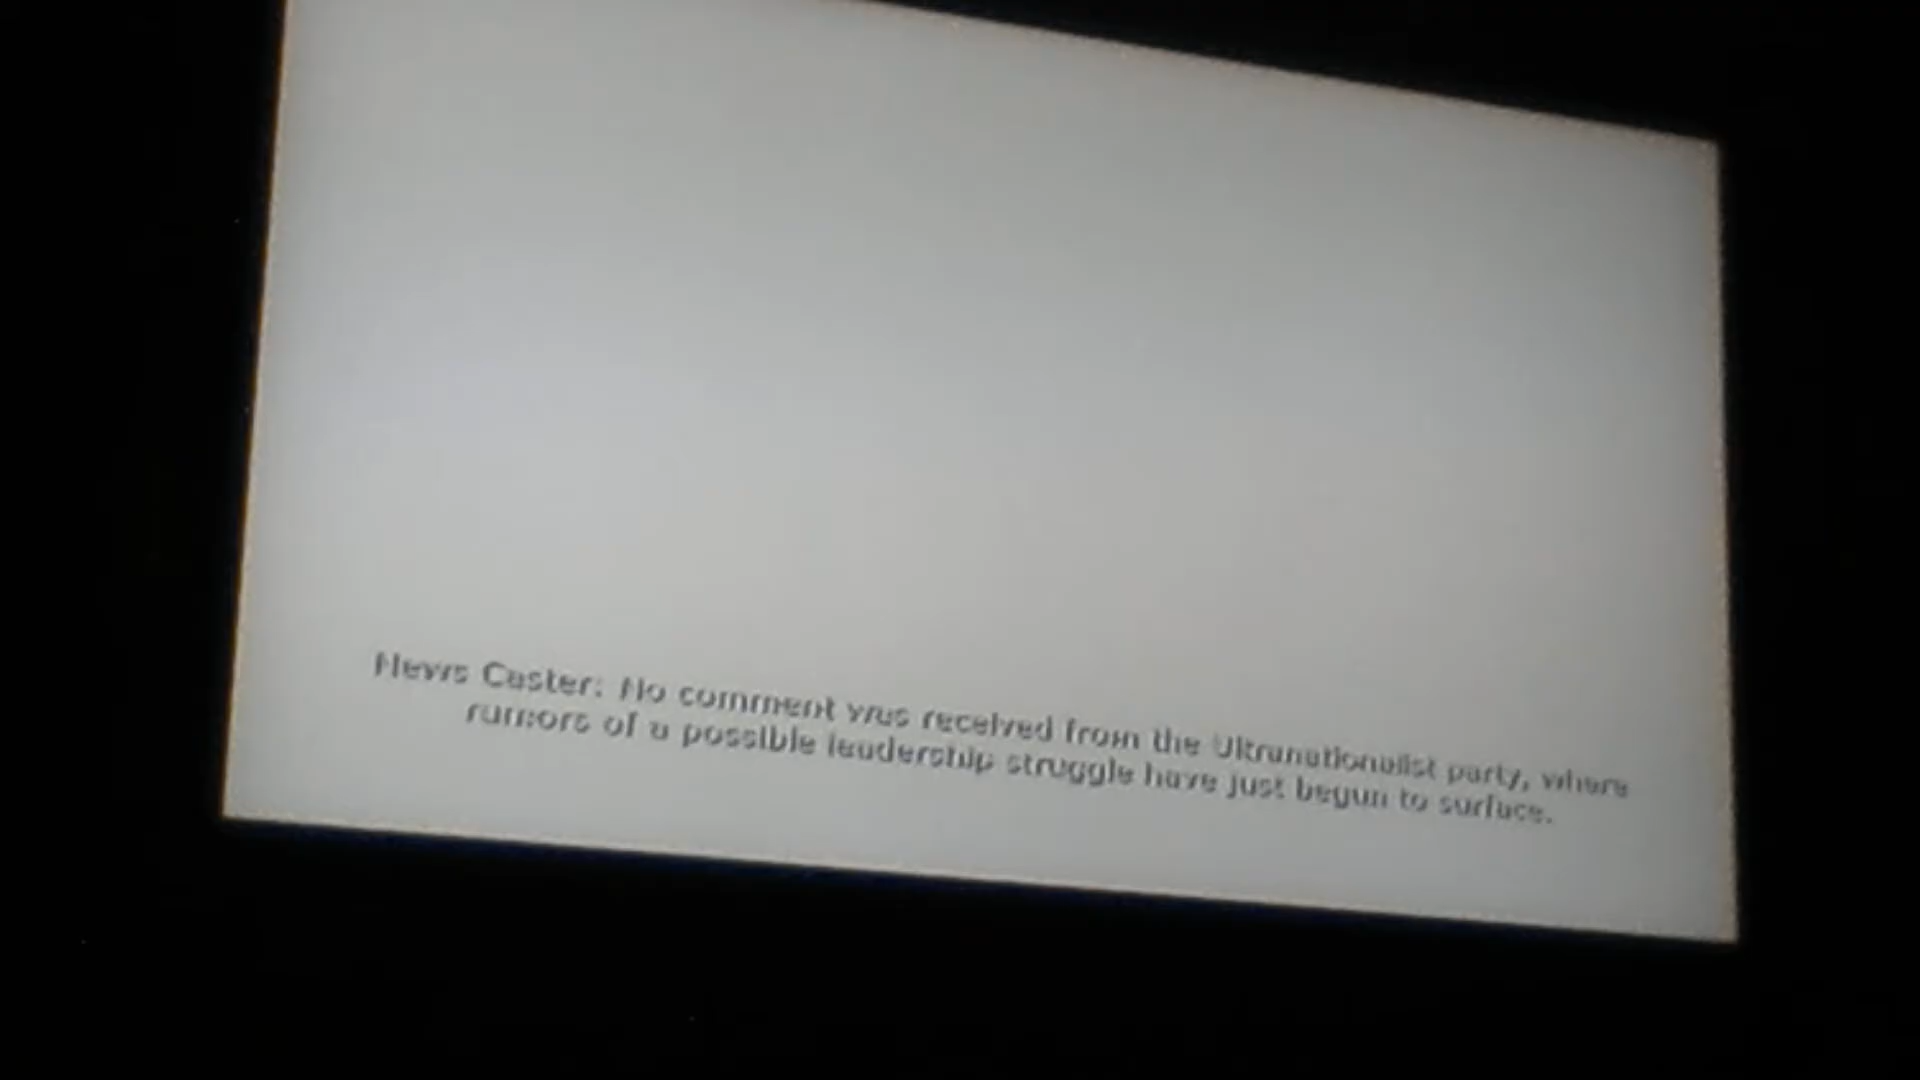 News Caster: No comment was received from the Ultranationalist party, where
rumors of a possible leadership struggle have just begun to surface.